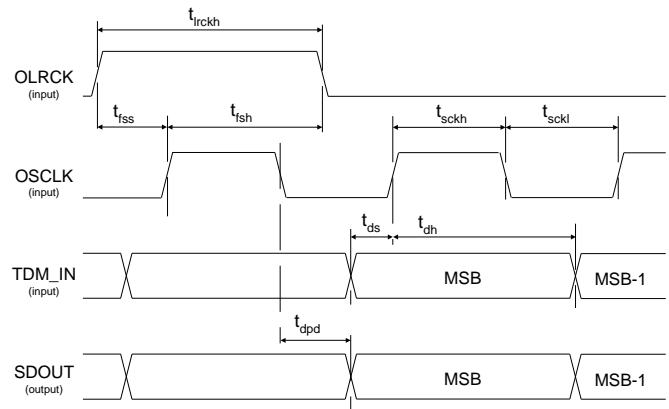 tlrckh
OLRCK
(input)
tfss
tfsh
tsckh
tsckl
OSCLK
(input)
tds
tdh
TDM_IN
(input)
MSB
MSB-1
tdpd
SDOUT
(output)
MSB
MSB-1